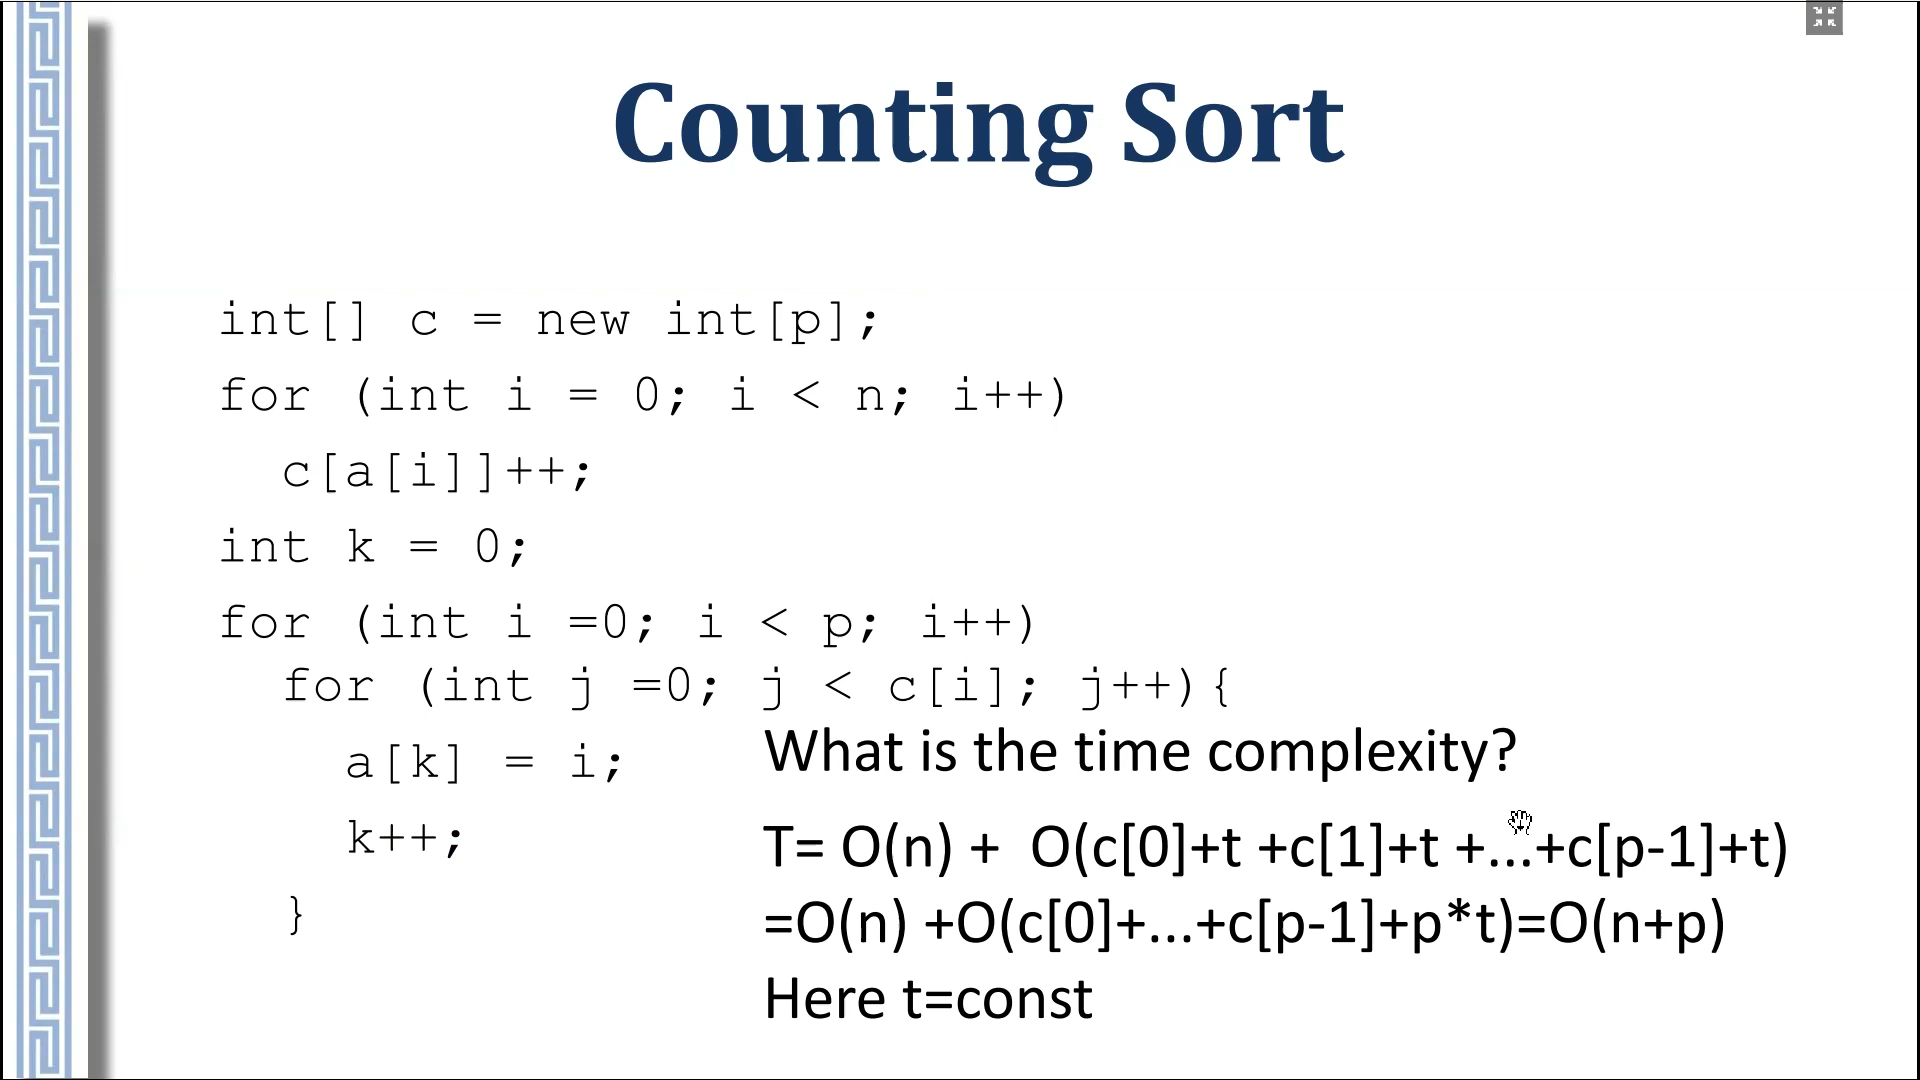 Counting Sort
int[] c = new int[p];
for (int i = 0; i < n; i++)
c[a[i]]++;
int k = 0;
for (int i =0; i < p; i++)
for (int j =0; j < c[i]; j++){
a[k] = i;
k++;
}
What is the time complexity?
T= O(n) + O(c[0]+t +c[1]+t +...+c[p-1]+t)
=O(n) +O(c[0]+...+c[p-1]+p*t)=O(n+p)
Here t=const